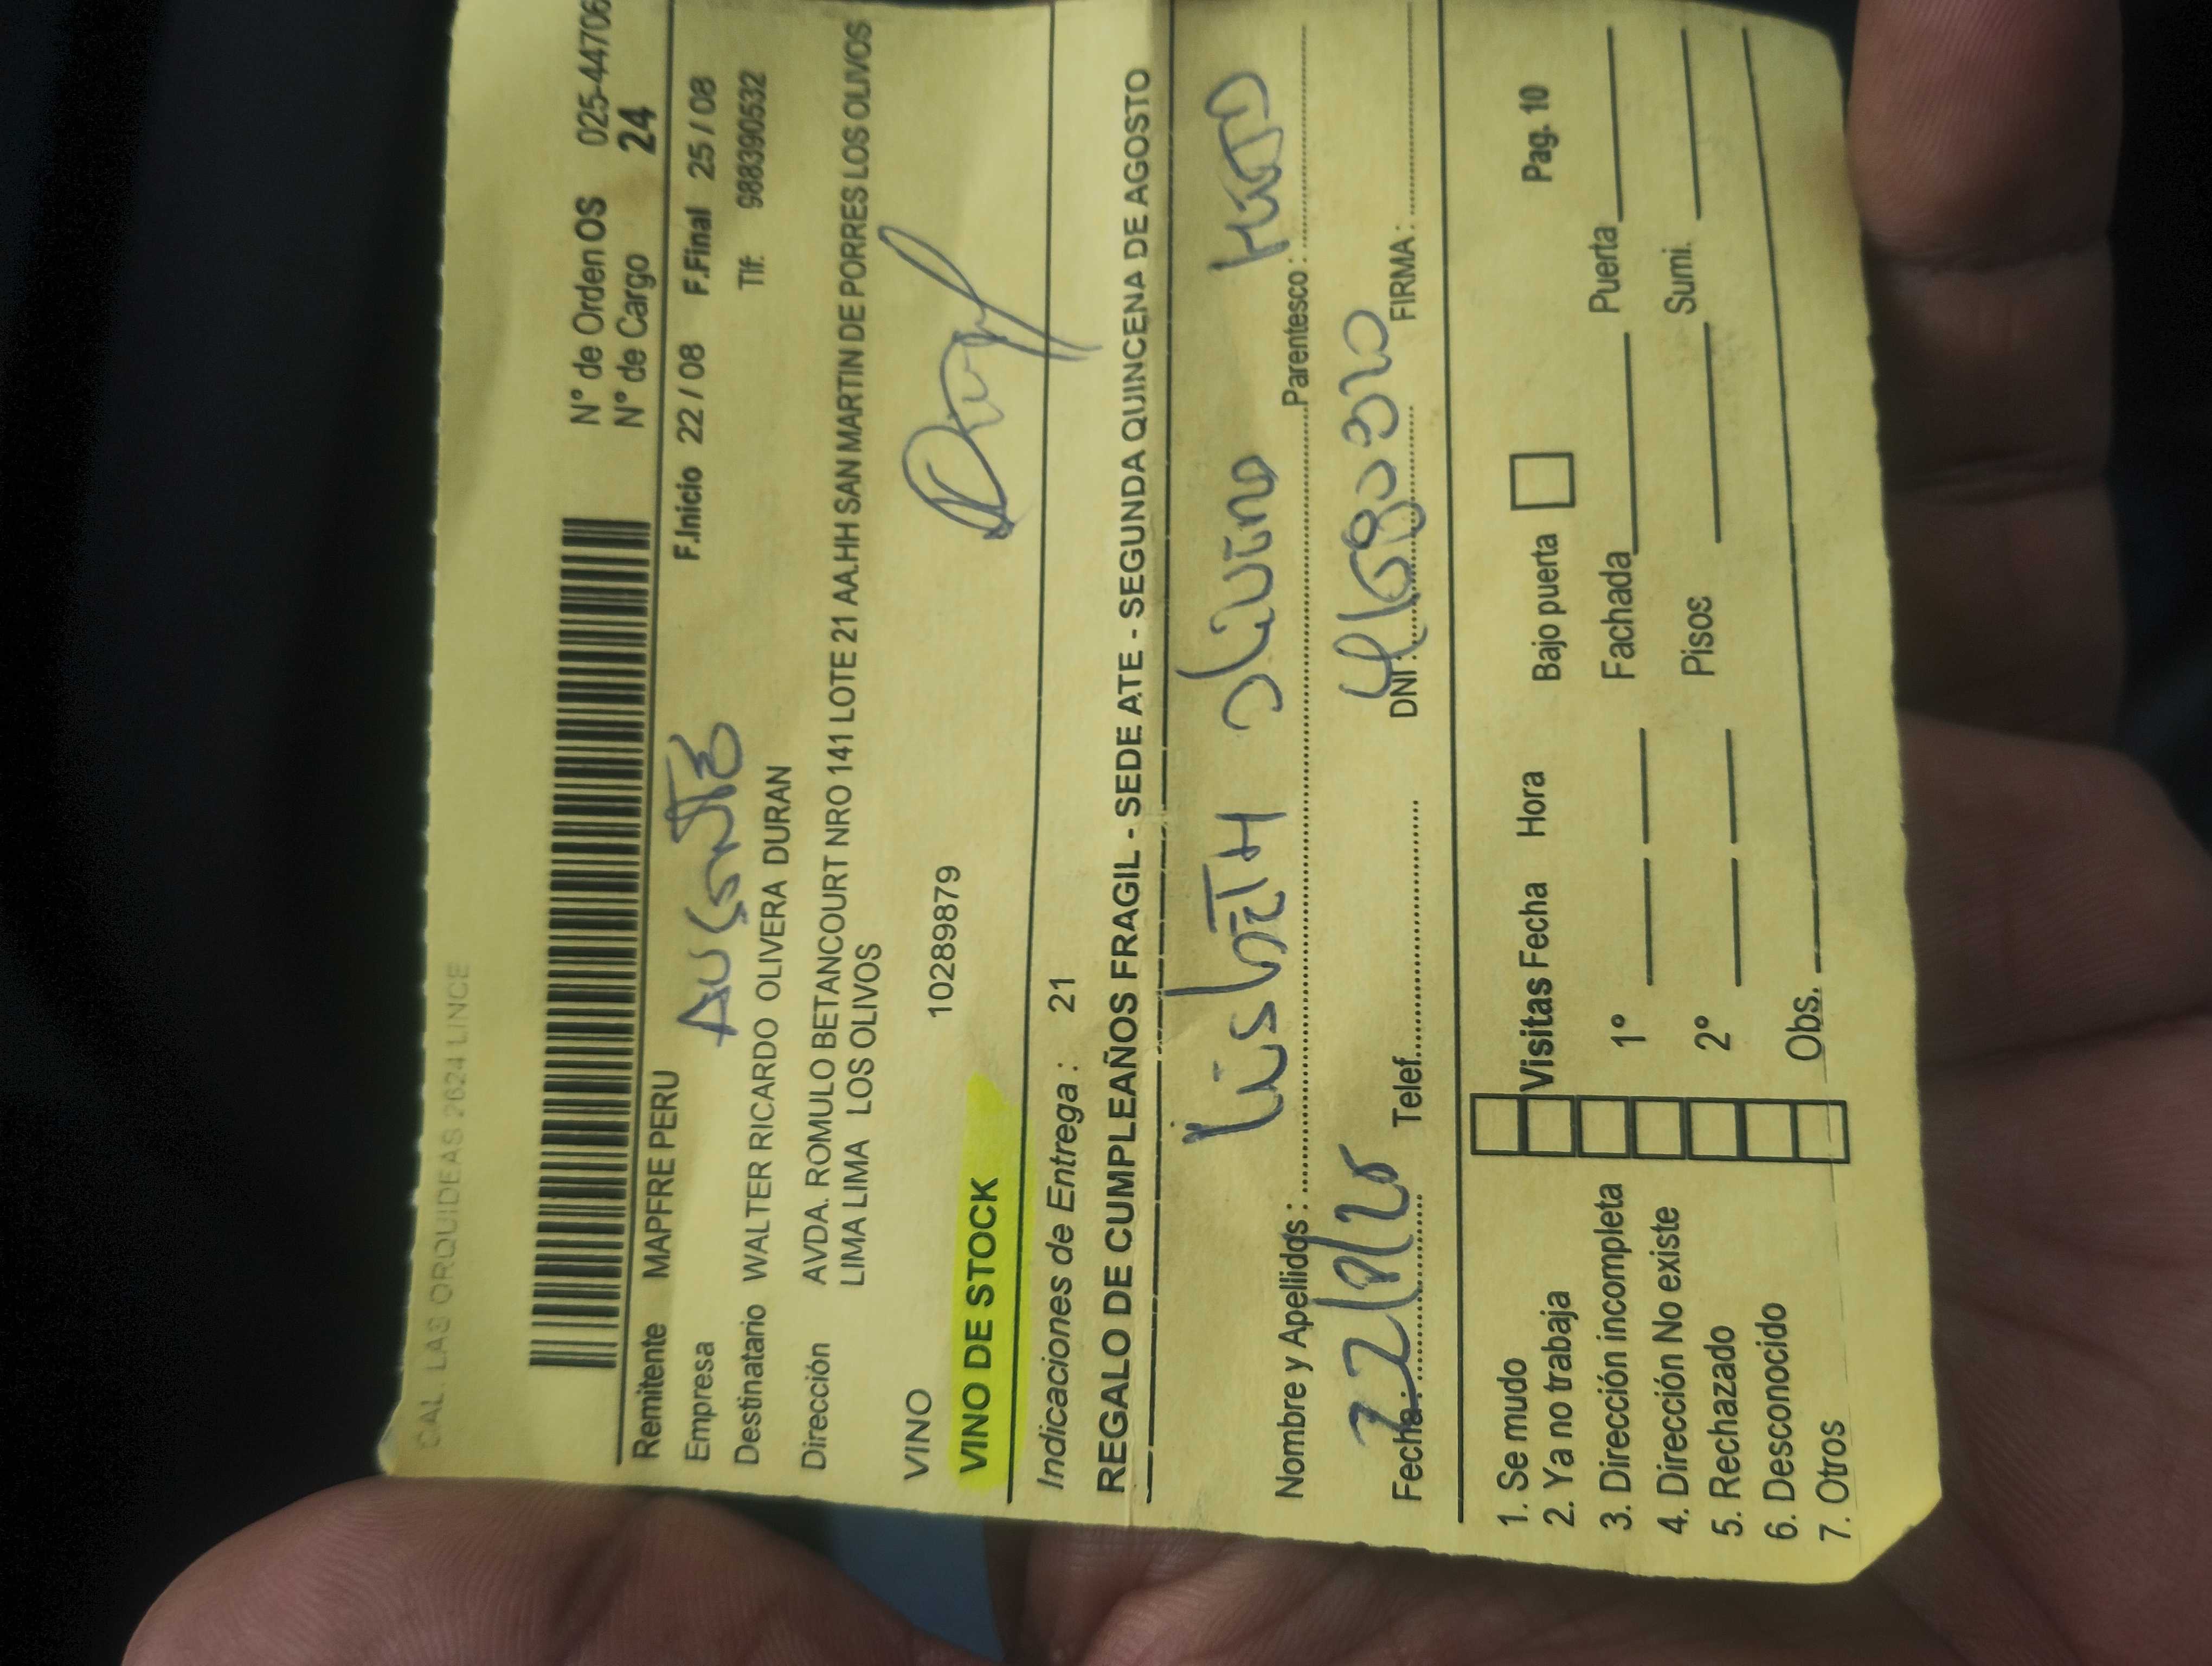 CAL. LAS ORQUIDEAS 2624 LINCE
N° de Orden OS 025-44706
N° de Cargo 24
Remitente MAPFRE PERU F.Inicio 22 / 08 F.Final 25 / 08
Empresa AUSENTE Tlf: 988390532
Destinatario WALTER RICARDO OLIVERA DURAN
Dirección AVDA. ROMULO BETANCOURT NRO 141 LOTE 21 AA.HH SAN MARTIN DE PORRES LOS OLIVOS
LIMA LIMA LOS OLIVOS
VINO 10289879
VINO DE STOCK
Indicaciones de Entrega : 21
REGALO DE CUMPLEAÑOS FRAGIL - SEDE ATE - SEGUNDA QUINCENA DE AGOSTO
Nombre y Apellidos : Parentesco :
Fecha: Telef. DNI: 41680320 FIRMA:
1. Se mudo
2. Ya no trabaja Visitas Fecha Hora Bajo puerta Pag. 10
3. Dirección incompleta 1° Fachada Puerta
4. Dirección No existe
5. Rechazado 2° Pisos Sumi.
6. Desconocido
7. Otros Obs.